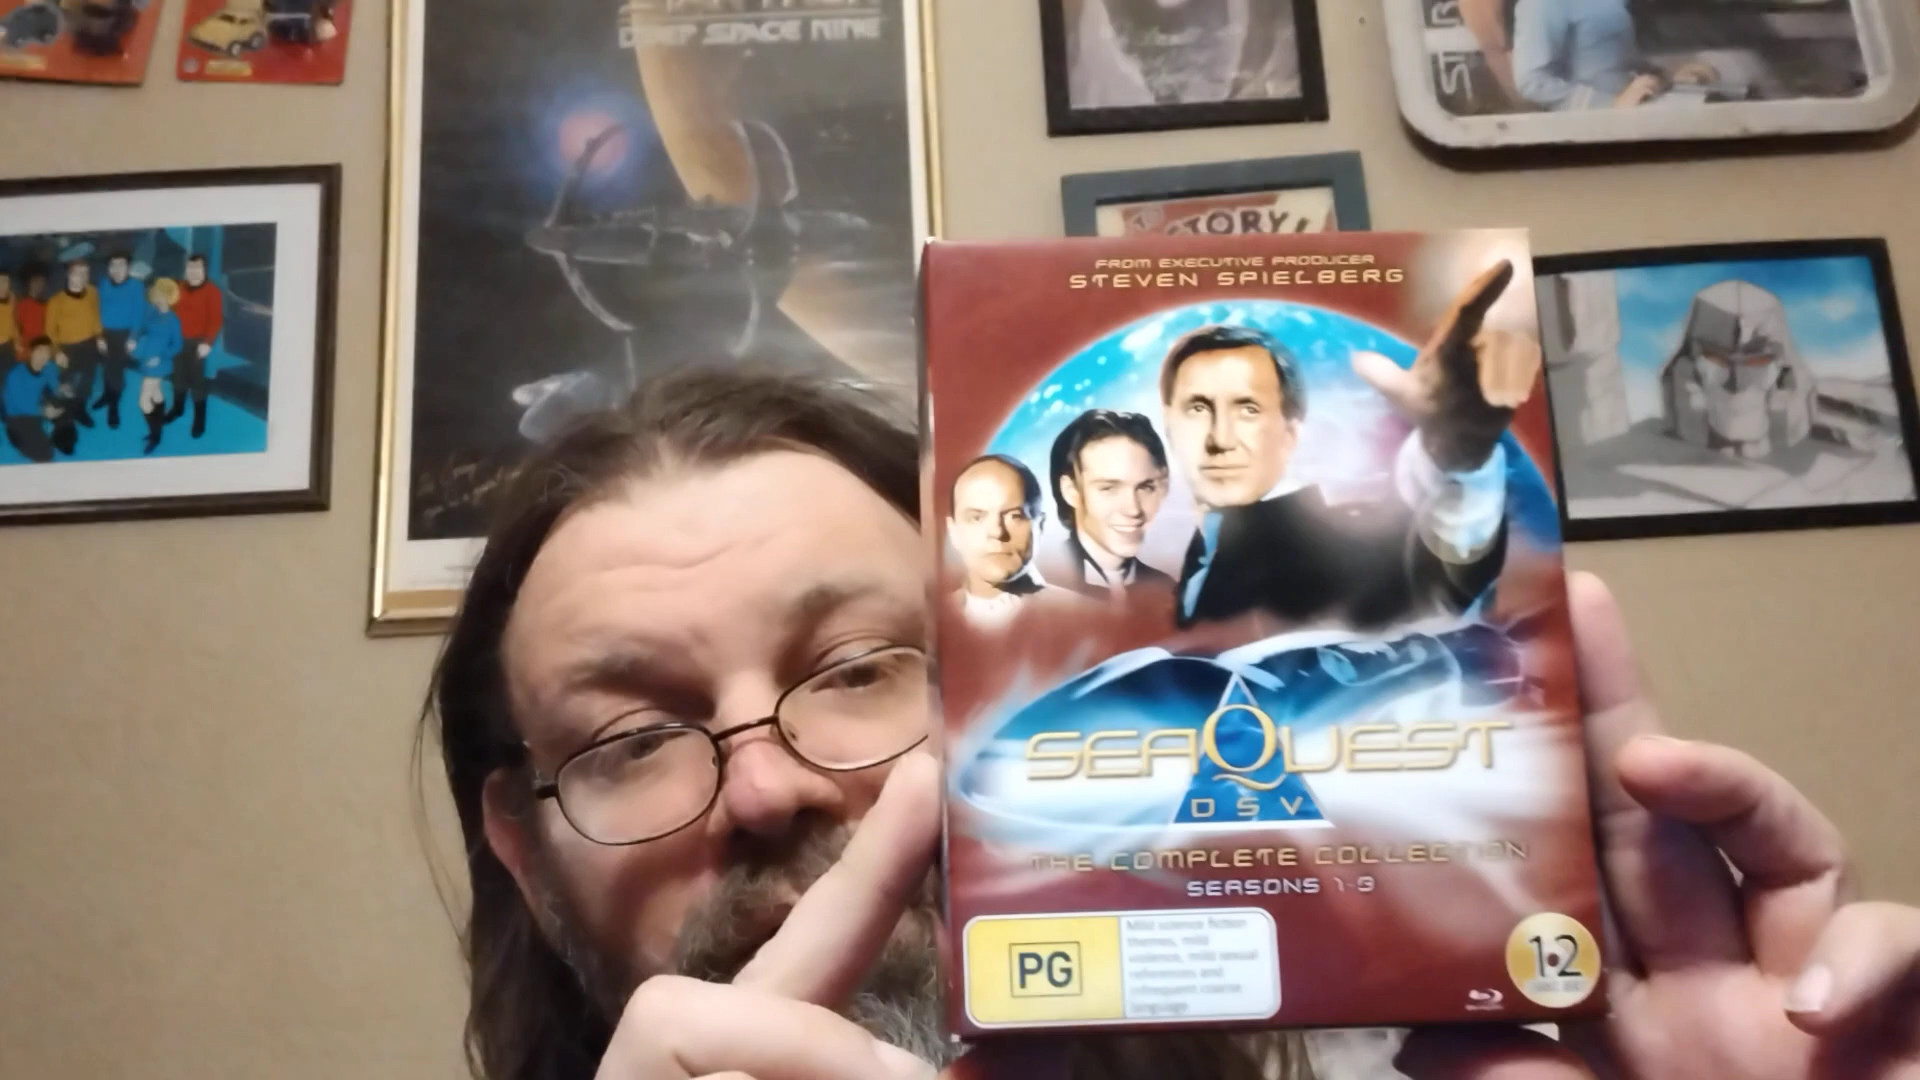 DEEP SPACE NINE
STORY!
FROM EXECUTIVE PRODUCER
STEVEN SPIELBERG
SEAQUEST
DSV
THE COMPLETE COLLECTION
SEASONS 1-3
PG
Mild science fiction
themes, mild
violence, mild sexual
references and
infrequent coarse
language
12